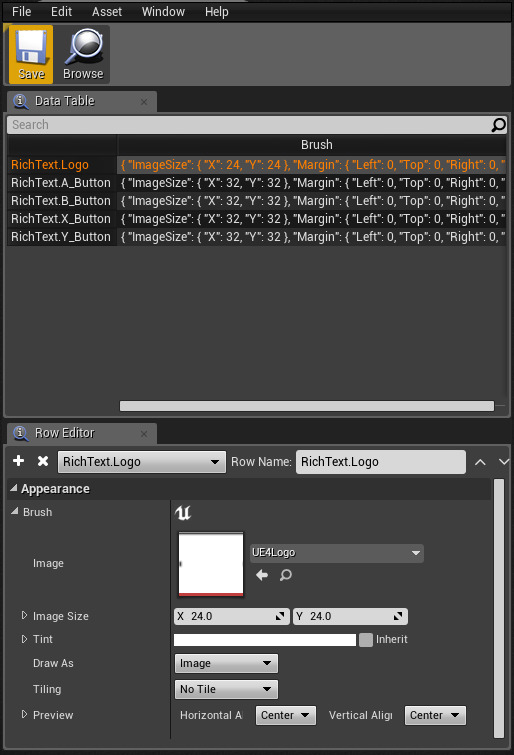 File Edit Asset Window Help
Save Browse
Data Table
Search
Brush
RichText.Logo { "ImageSize": { "X": 24, "Y": 24 }, "Margin": { "Left": 0, "Top": 0, "Right": 0, "
RichText.A_Button { "ImageSize": { "X": 32, "Y": 32 }, "Margin": { "Left": 0, "Top": 0, "Right": 0, "
RichText.B_Button { "ImageSize": { "X": 32, "Y": 32 }, "Margin": { "Left": 0, "Top": 0, "Right": 0, "
RichText.X_Button { "ImageSize": { "X": 32, "Y": 32 }, "Margin": { "Left": 0, "Top": 0, "Right": 0, "
RichText.Y_Button { "ImageSize": { "X": 32, "Y": 32 }, "Margin": { "Left": 0, "Top": 0, "Right": 0, "
Row Editor
RichText.Logo Row Name: RichText.Logo
Appearance
Brush
Image UE4Logo
Image Size X 24.0 Y 24.0
Tint Inherit
Draw As Image
Tiling No Tile
Preview Horizontal Al Center Vertical Align Center